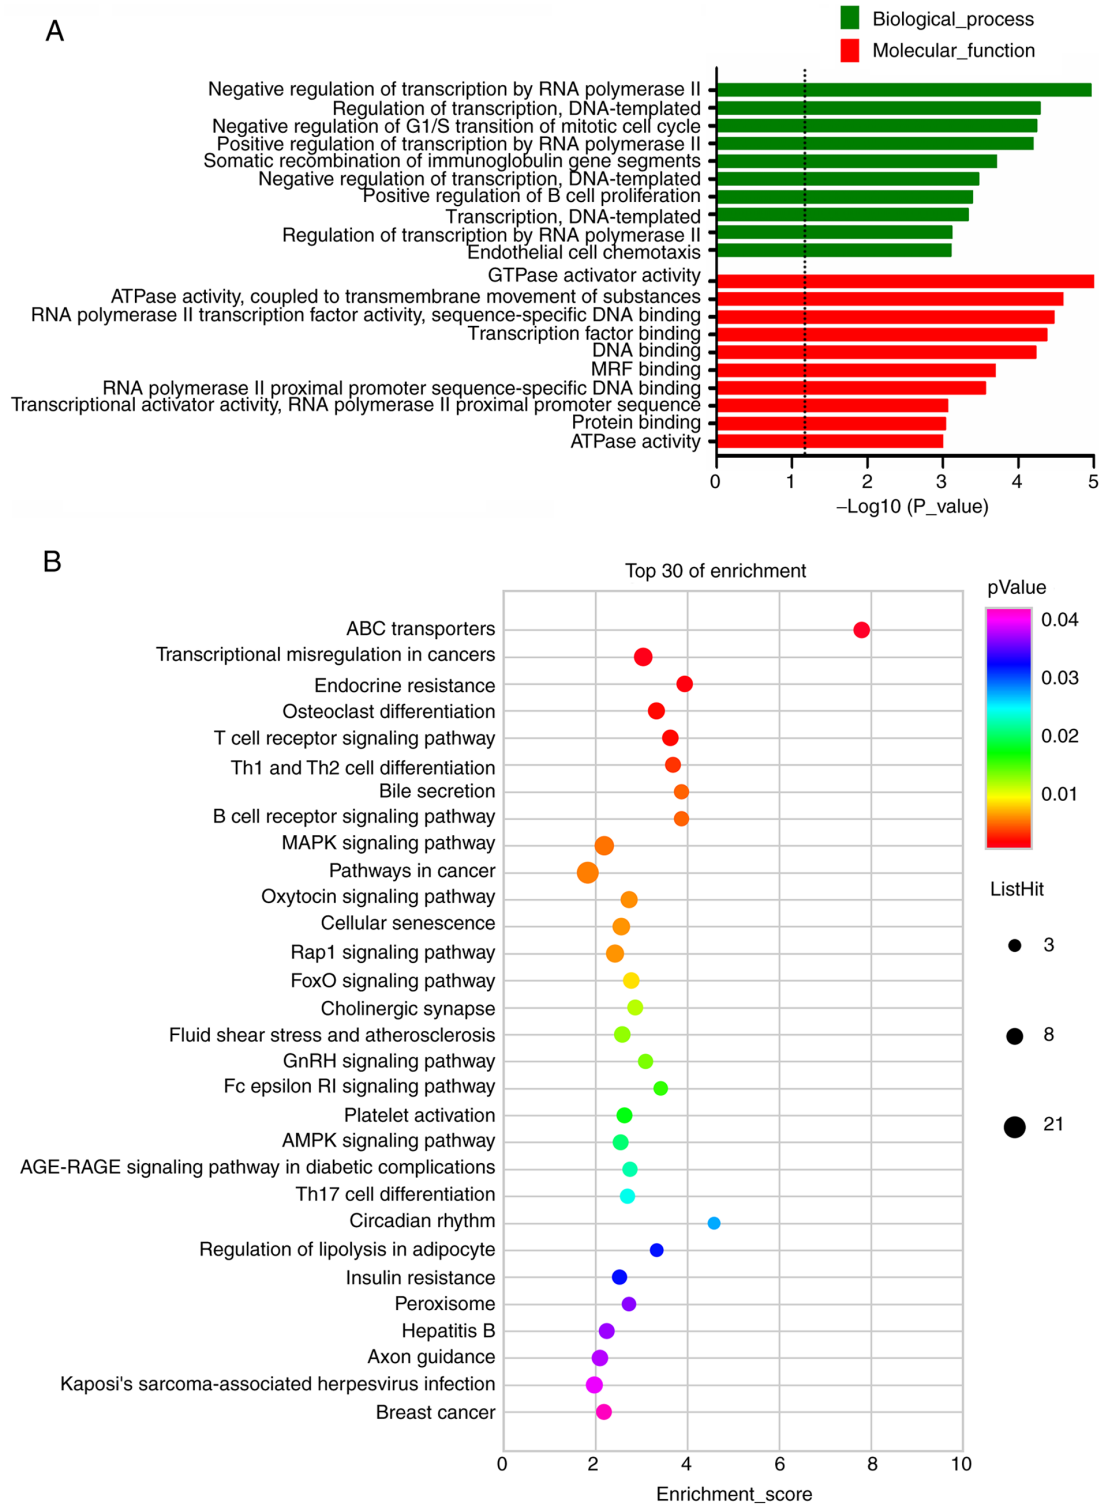 A
Biological_process
Molecular_function
Negative regulation of transcription by RNA polymerase II
Regulation of transcription, DNA-templated
Negative regulation of G1/S transition of mitotic cell cycle
Positive regulation of transcription by RNA polymerase II
Somatic recombination of immunoglobulin gene segments
Negative regulation of transcription, DNA-templated
Positive regulation of B cell proliferation
Transcription, DNA-templated
Regulation of transcription by RNA polymerase II
Endothelial cell chemotaxis
GTPase activator activity
ATPase activity, coupled to transmembrane movement of substances
RNA polymerase II transcription factor activity, sequence-specific DNA binding
Transcription factor binding
DNA binding
MRF binding
RNA polymerase II proximal promoter sequence-specific DNA binding
Transcriptional activator activity, RNA polymerase II proximal promoter sequence
Protein binding
ATPase activity
0 1 2 3 4 5
–Log10 (P_value)
B
Top 30 of enrichment
ABC transporters
Transcriptional misregulation in cancers
Endocrine resistance
Osteoclast differentiation
T cell receptor signaling pathway
Th1 and Th2 cell differentiation
Bile secretion
B cell receptor signaling pathway
MAPK signaling pathway
Pathways in cancer
Oxytocin signaling pathway
Cellular senescence
Rap1 signaling pathway
FoxO signaling pathway
Cholinergic synapse
Fluid shear stress and atherosclerosis
GnRH signaling pathway
Fc epsilon RI signaling pathway
Platelet activation
AMPK signaling pathway
AGE-RAGE signaling pathway in diabetic complications
Th17 cell differentiation
Circadian rhythm
Regulation of lipolysis in adipocyte
Insulin resistance
Peroxisome
Hepatitis B
Axon guidance
Kaposi's sarcoma-associated herpesvirus infection
Breast cancer
0 2 4 6 8 10
Enrichment_score
pValue
0.04
0.03
0.02
0.01
ListHit
3
8
21